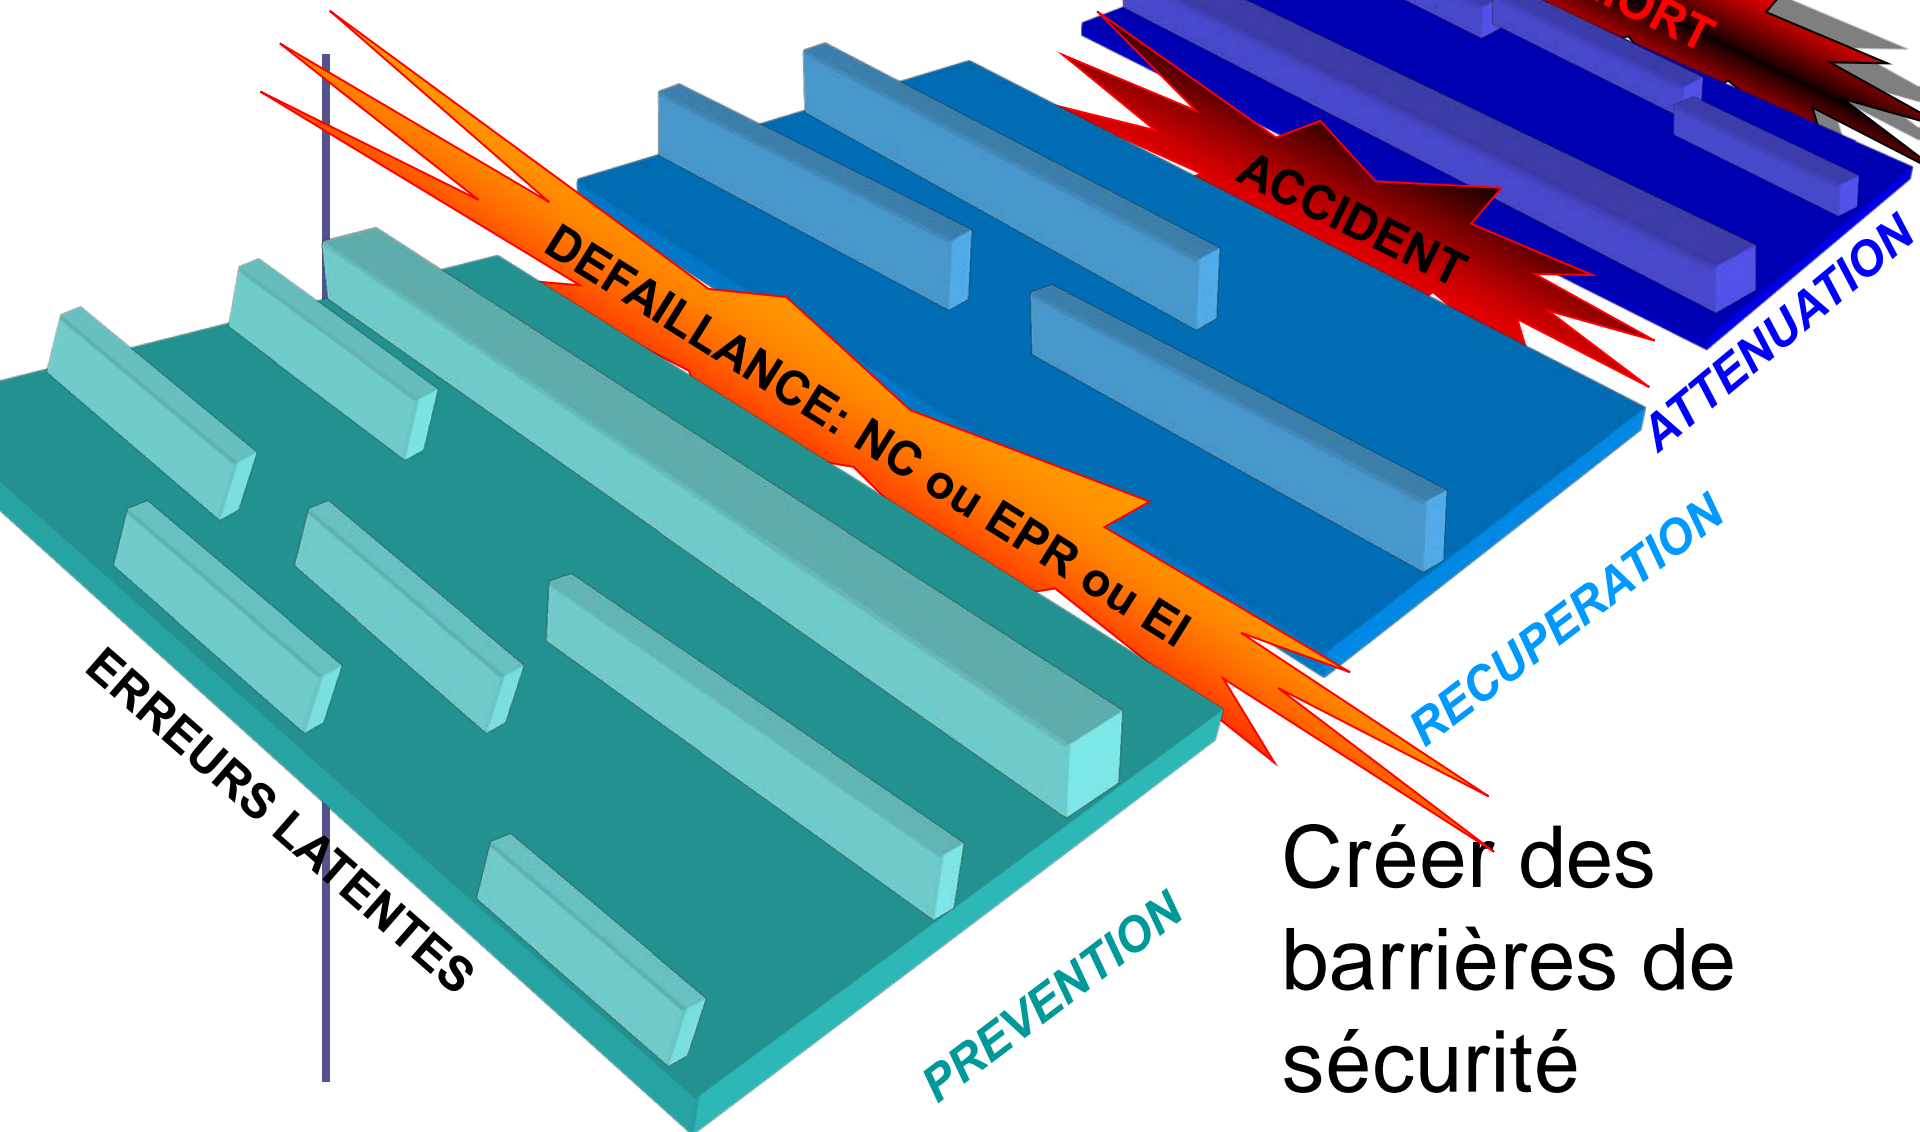 ACCIDENT
ATTENUATION
DEFAILLANCE: NC ou EPR ou EI
RECUPERATION
ERREURS LATENTES
PREVENTION
Créer des
barrières de
sécurité